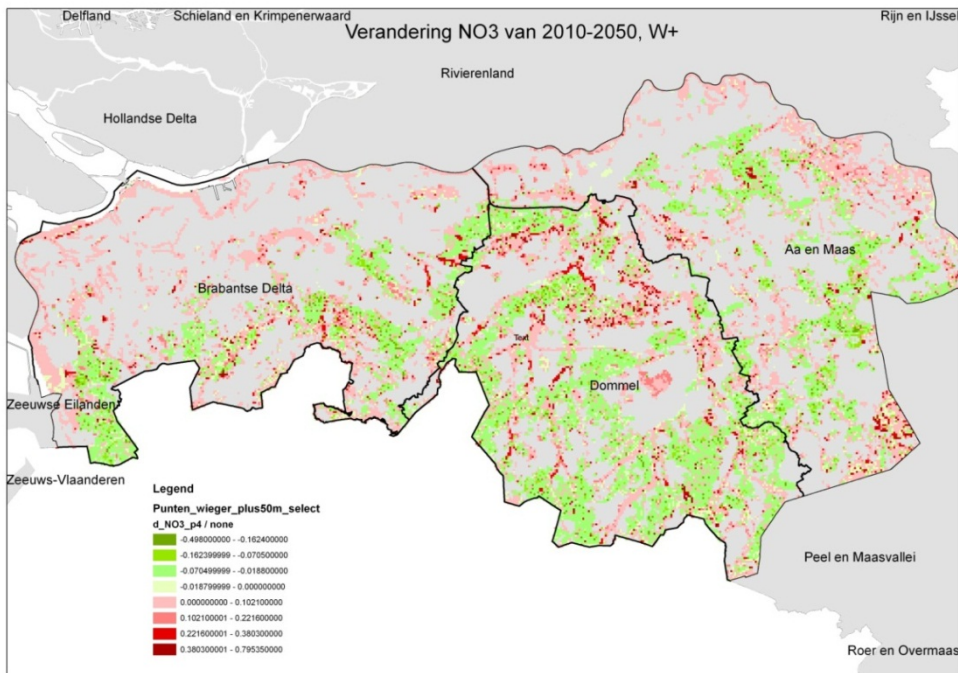 Delfland
Schieland en Krimpenerwaard
Rijn en IJssel
Verandering NO3 van 2010-2050, W+
Rivierenland
Hollandse Delta
Aa en Maas
Brabantse Delta
Text
Dommel
Zeeuwse Eilanden
Zeeuws-Vlaanderen
Legend
Punten_wieger_plus50m_select
d_NO3_p4 / none
-0.498000000 - -0.162400000
-0.162399999 - -0.070500000
-0.070499999 - -0.018800000
-0.018799999 - 0.000000000
0.000000000 - 0.102100000
0.102100001 - 0.221600000
0.221600001 - 0.380300000
0.380300001 - 0.795350000
Peel en Maasvallei
Roer en Overmaas